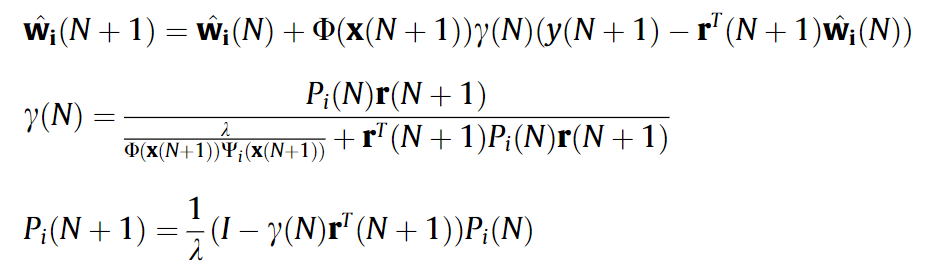 ŵᵢ(N + 1) = ŵᵢ(N) + Φ(x(N + 1))γ(N)(y(N + 1) − rᵀ(N + 1)ŵᵢ(N))
γ(N) = Pᵢ(N)r(N + 1) / (λ / (Φ(x(N+1))Ψᵢ(x(N+1))) + rᵀ(N + 1)Pᵢ(N)r(N + 1))
Pᵢ(N + 1) = 1/λ (I − γ(N)rᵀ(N + 1))Pᵢ(N)